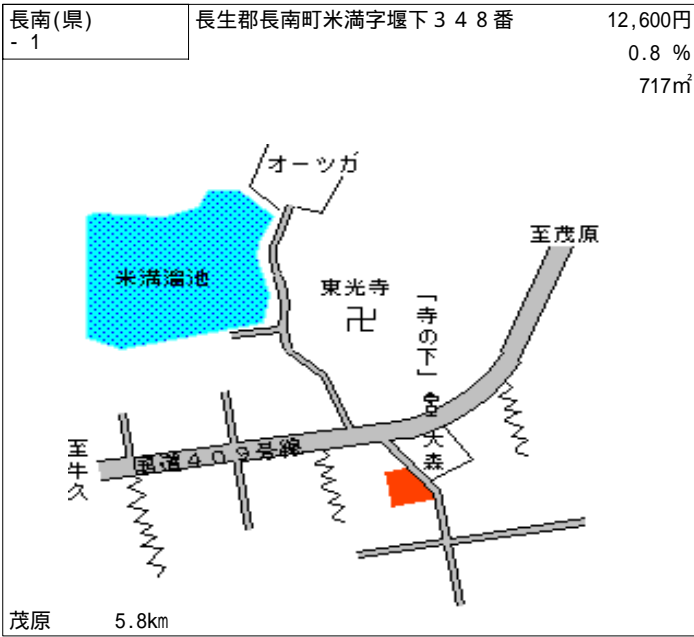 長南(県)
- 1
長生郡長南町米満字堰下３４８番
12,600円
0.8 %
717㎡
オーツガ
至茂原
米満溜池
東光寺
「寺の下」
大森
至牛久
国道４０９号線
茂原 5.8km